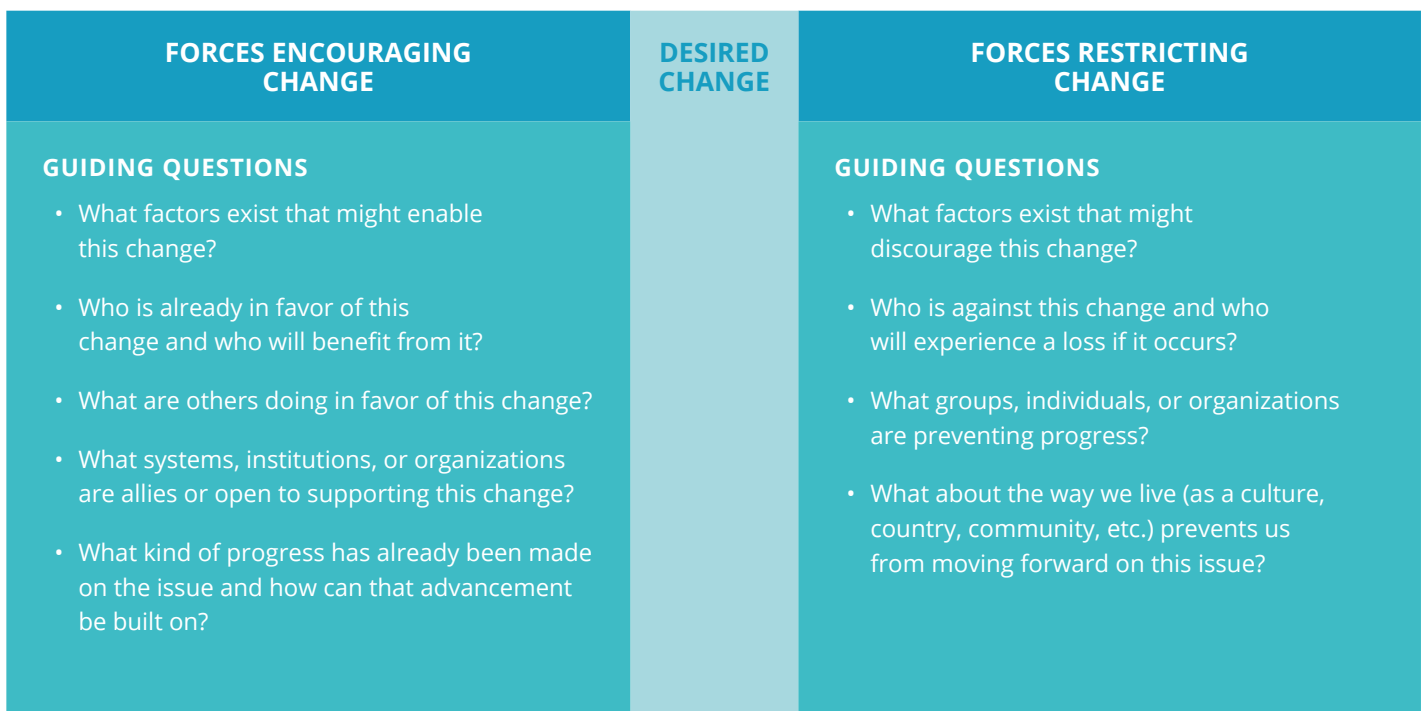 FORCES ENCOURAGING
CHANGE
DESIRED
CHANGE
FORCES RESTRICTING
CHANGE
GUIDING QUESTIONS
• What factors exist that might enable
this change?
• Who is already in favor of this
change and who will benefit from it?
• What are others doing in favor of this change?
• What systems, institutions, or organizations
are allies or open to supporting this change?
• What kind of progress has already been made
on the issue and how can that advancement
be built on?
GUIDING QUESTIONS
• What factors exist that might
discourage this change?
• Who is against this change and who
will experience a loss if it occurs?
• What groups, individuals, or organizations
are preventing progress?
• What about the way we live (as a culture,
country, community, etc.) prevents us
from moving forward on this issue?